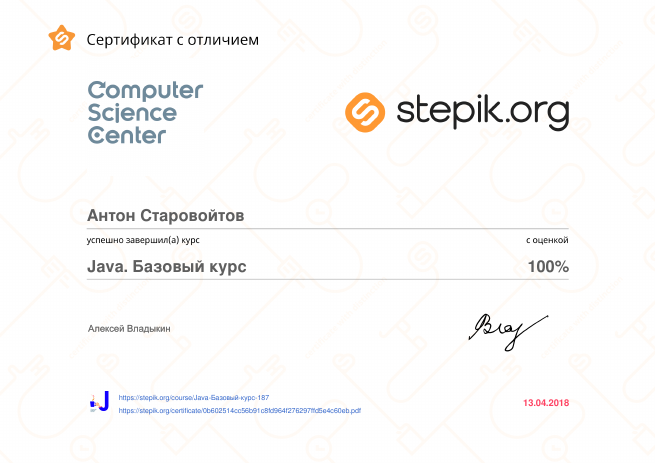 Сертификат с отличием
Computer
Science
Center
stepik.org
Антон Старовойтов
успешно завершил(а) курс с оценкой
Java. Базовый курс 100%
Алексей Владыкин
https://stepik.org/course/Java-Базовый-курс-187
https://stepik.org/certificate/0b602514cc56b91c8fd964f276297ffd5e4c60eb.pdf
13.04.2018